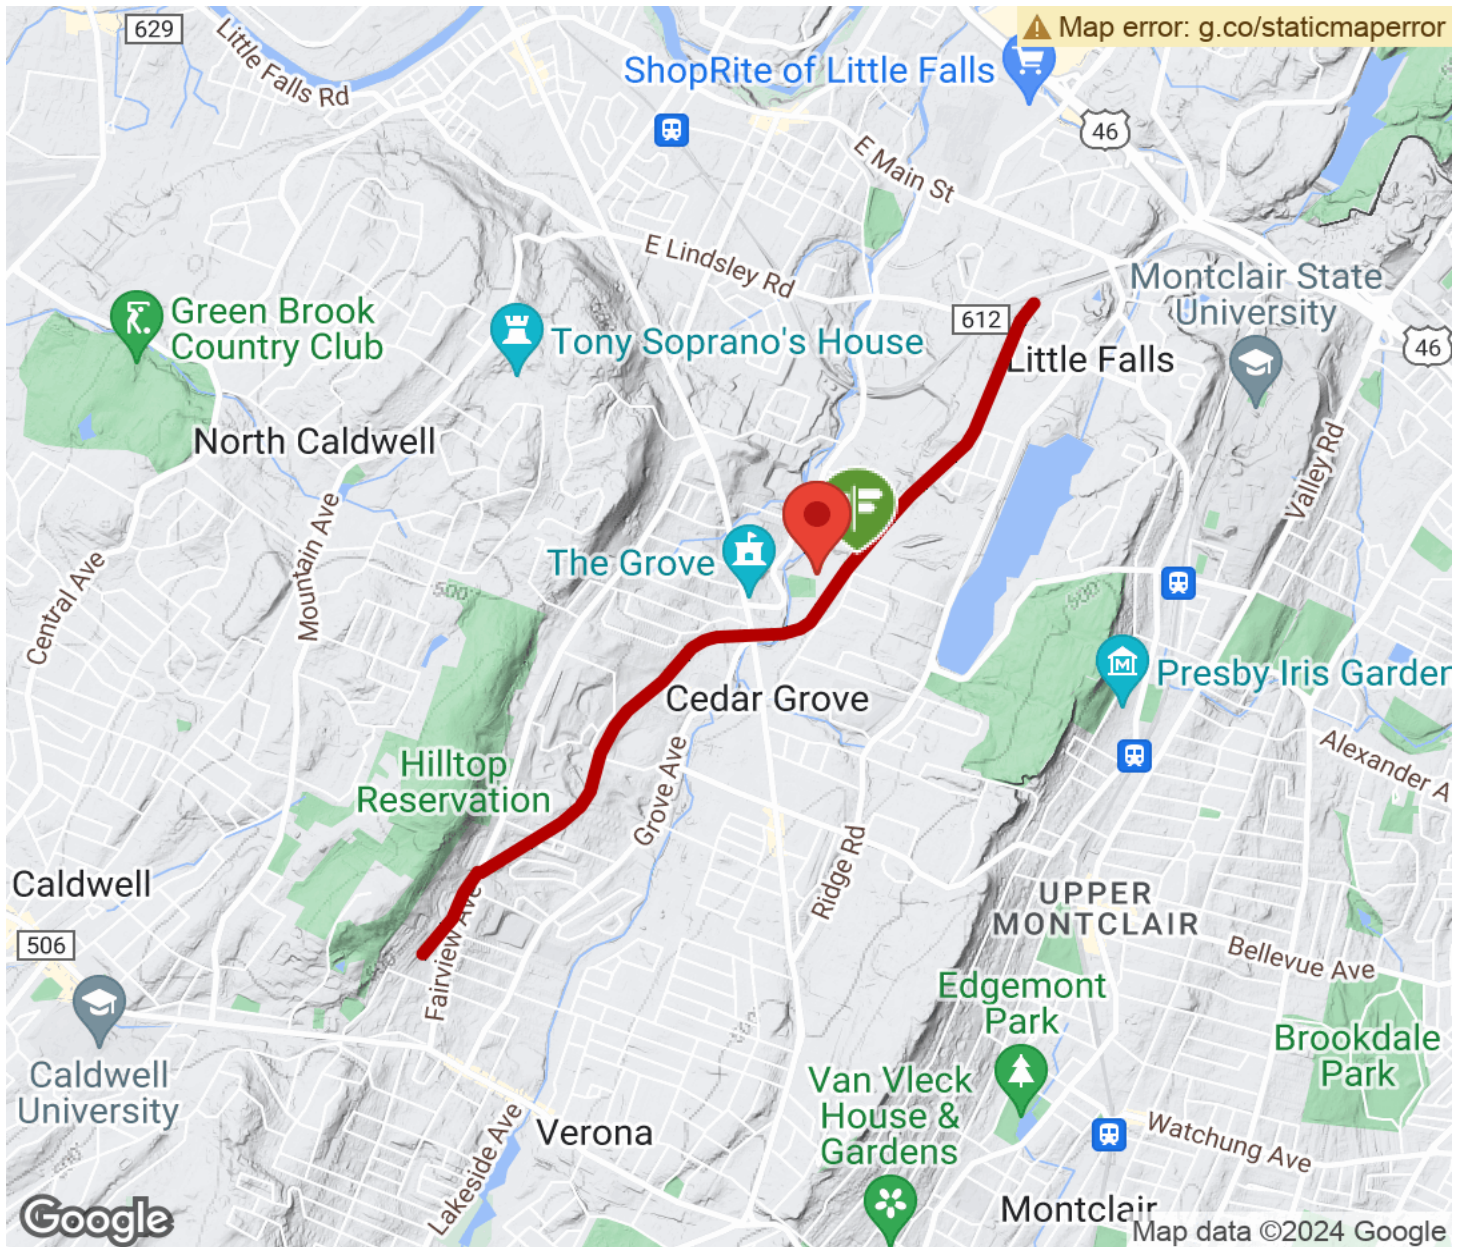 629
Little Falls Rd
Map error: g.co/staticmaperror
ShopRite of Little Falls
46
E Main St
E Lindsley Rd
Montclair State
University
612
Green Brook
Country Club
Tony Soprano's House
Little Falls
46
North Caldwell
Valley Rd
Mountain Ave
Central Ave
The Grove
500
500
Presby Iris Garden
Cedar Grove
Alexander A
Hilltop
Reservation
Grove Ave
Ridge Rd
Caldwell
UPPER
MONTCLAIR
506
Fairview Ave
500
Bellevue Ave
Edgemont
Park
Brookdale
Park
Caldwell
University
Van Vleck
House &
Gardens
Verona
Lakeside Ave
Watchung Ave
500
Montclair
Google
Map data ©2024 Google